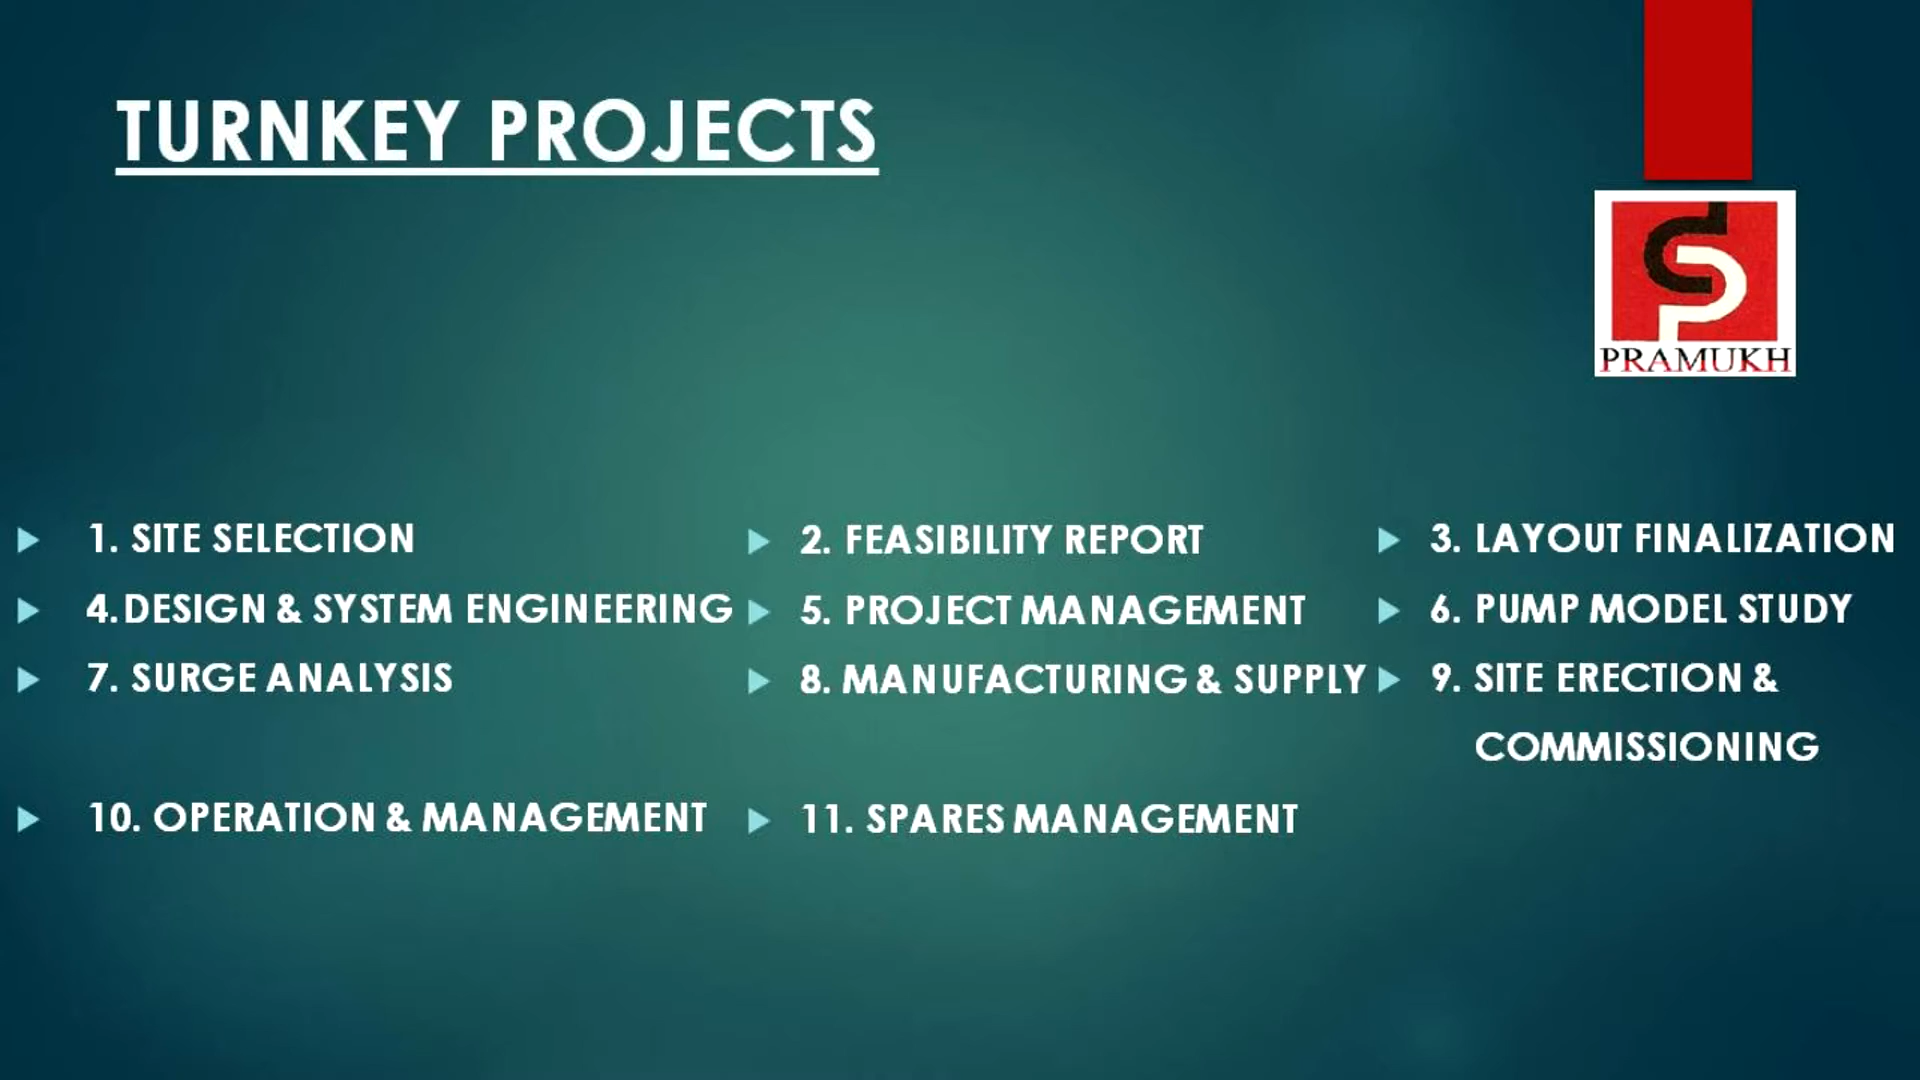 TURNKEY PROJECTS
PRAMUKH
1. SITE SELECTION
2. FEASIBILITY REPORT
3. LAYOUT FINALIZATION
4.DESIGN & SYSTEM ENGINEERING
5. PROJECT MANAGEMENT
6. PUMP MODEL STUDY
7. SURGE ANALYSIS
8. MANUFACTURING & SUPPLY
9. SITE ERECTION &
COMMISSIONING
10. OPERATION & MANAGEMENT
11. SPARES MANAGEMENT